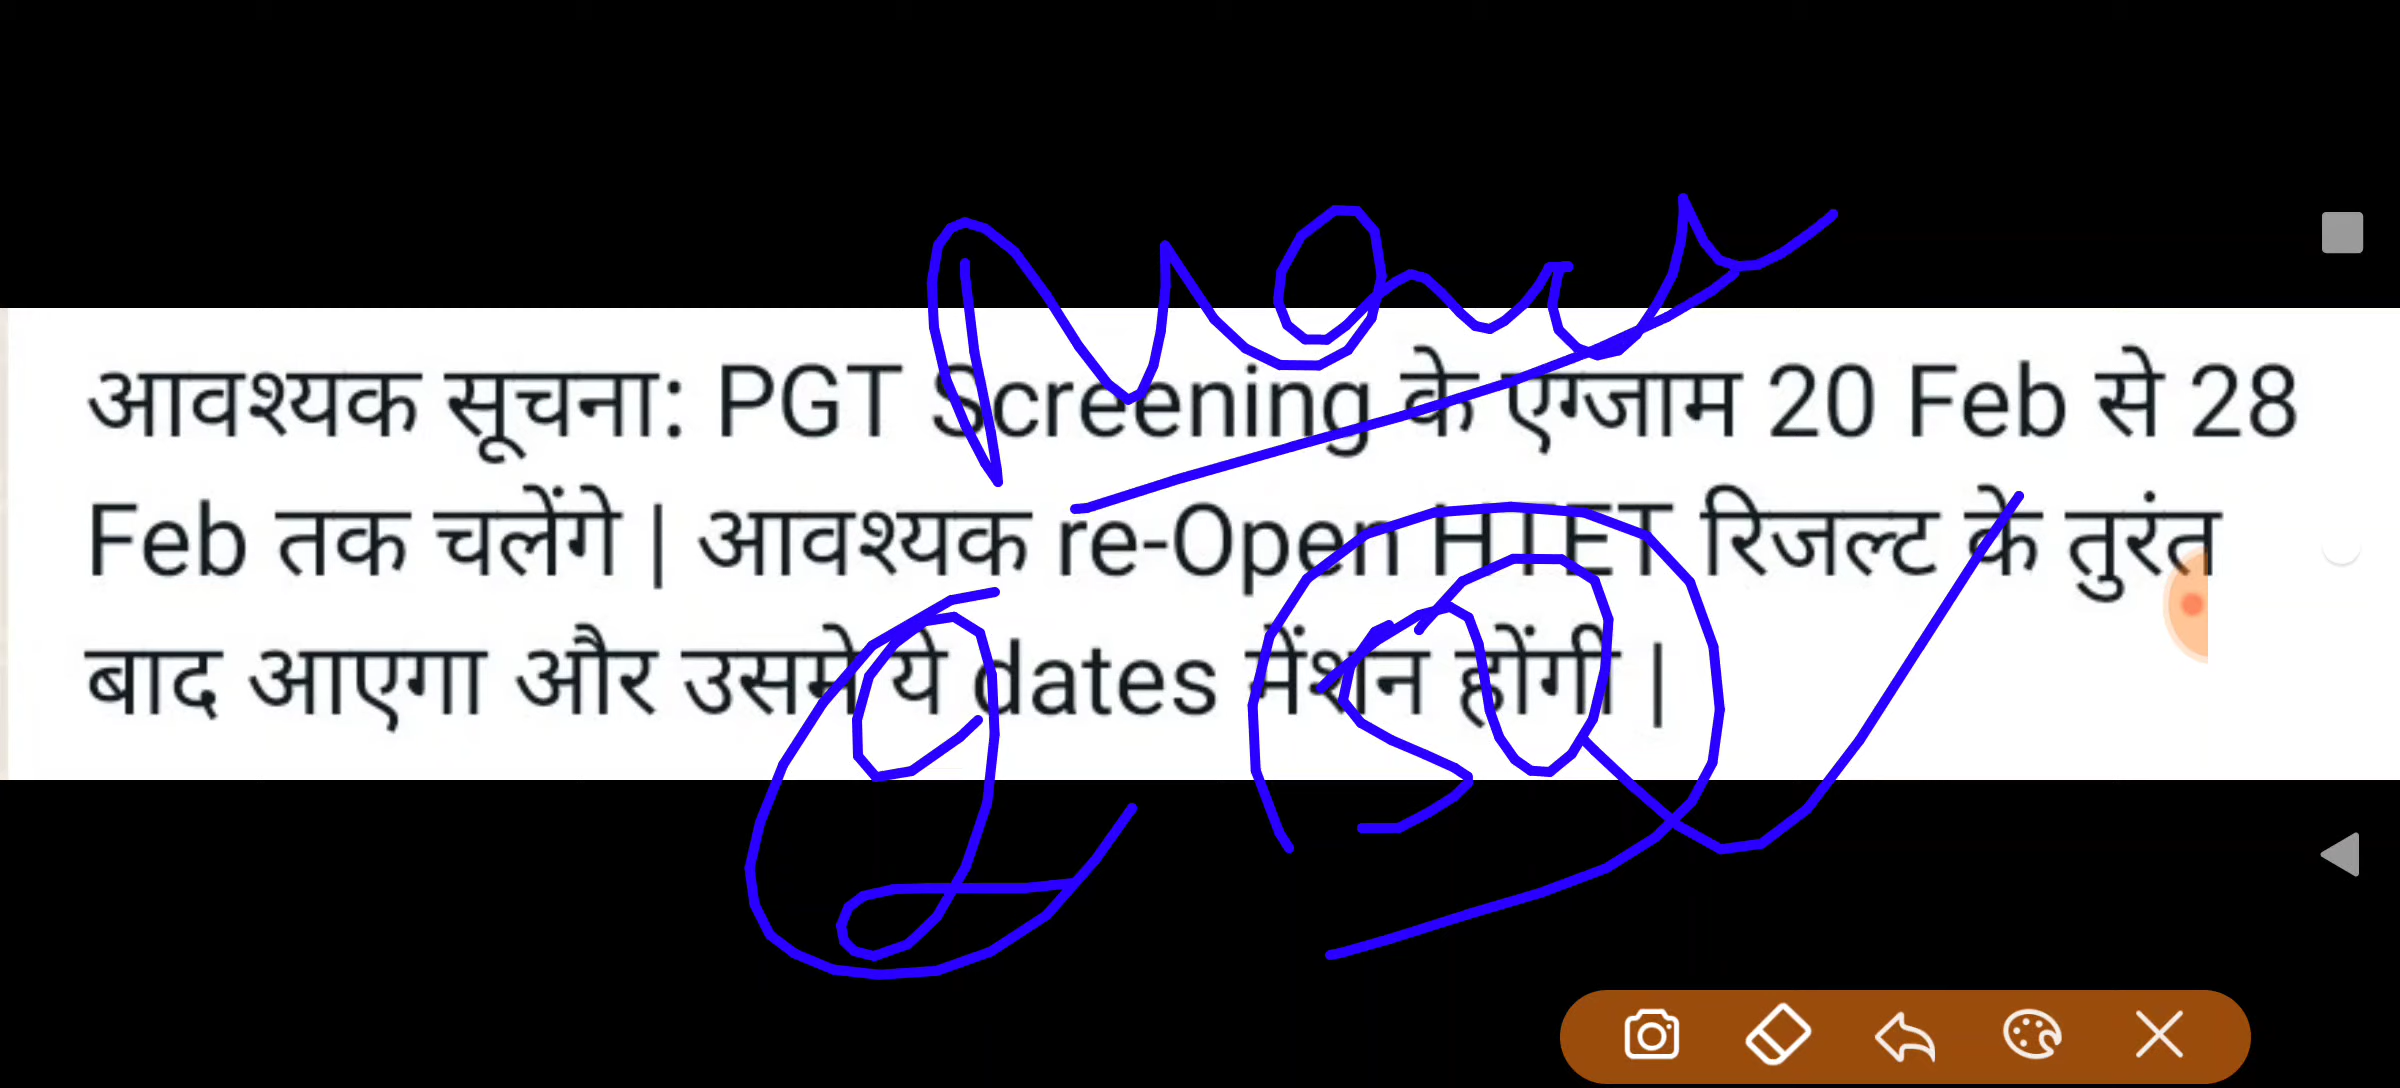 आवश्यक सूचना: PGT Screening के एग्जाम 20 Feb से 28
Feb तक चलेंगे | आवश्यक re-Open HTET रिजल्ट के तुरंत
बाद आएगा और उसमे ये dates मेंशन होंगी |